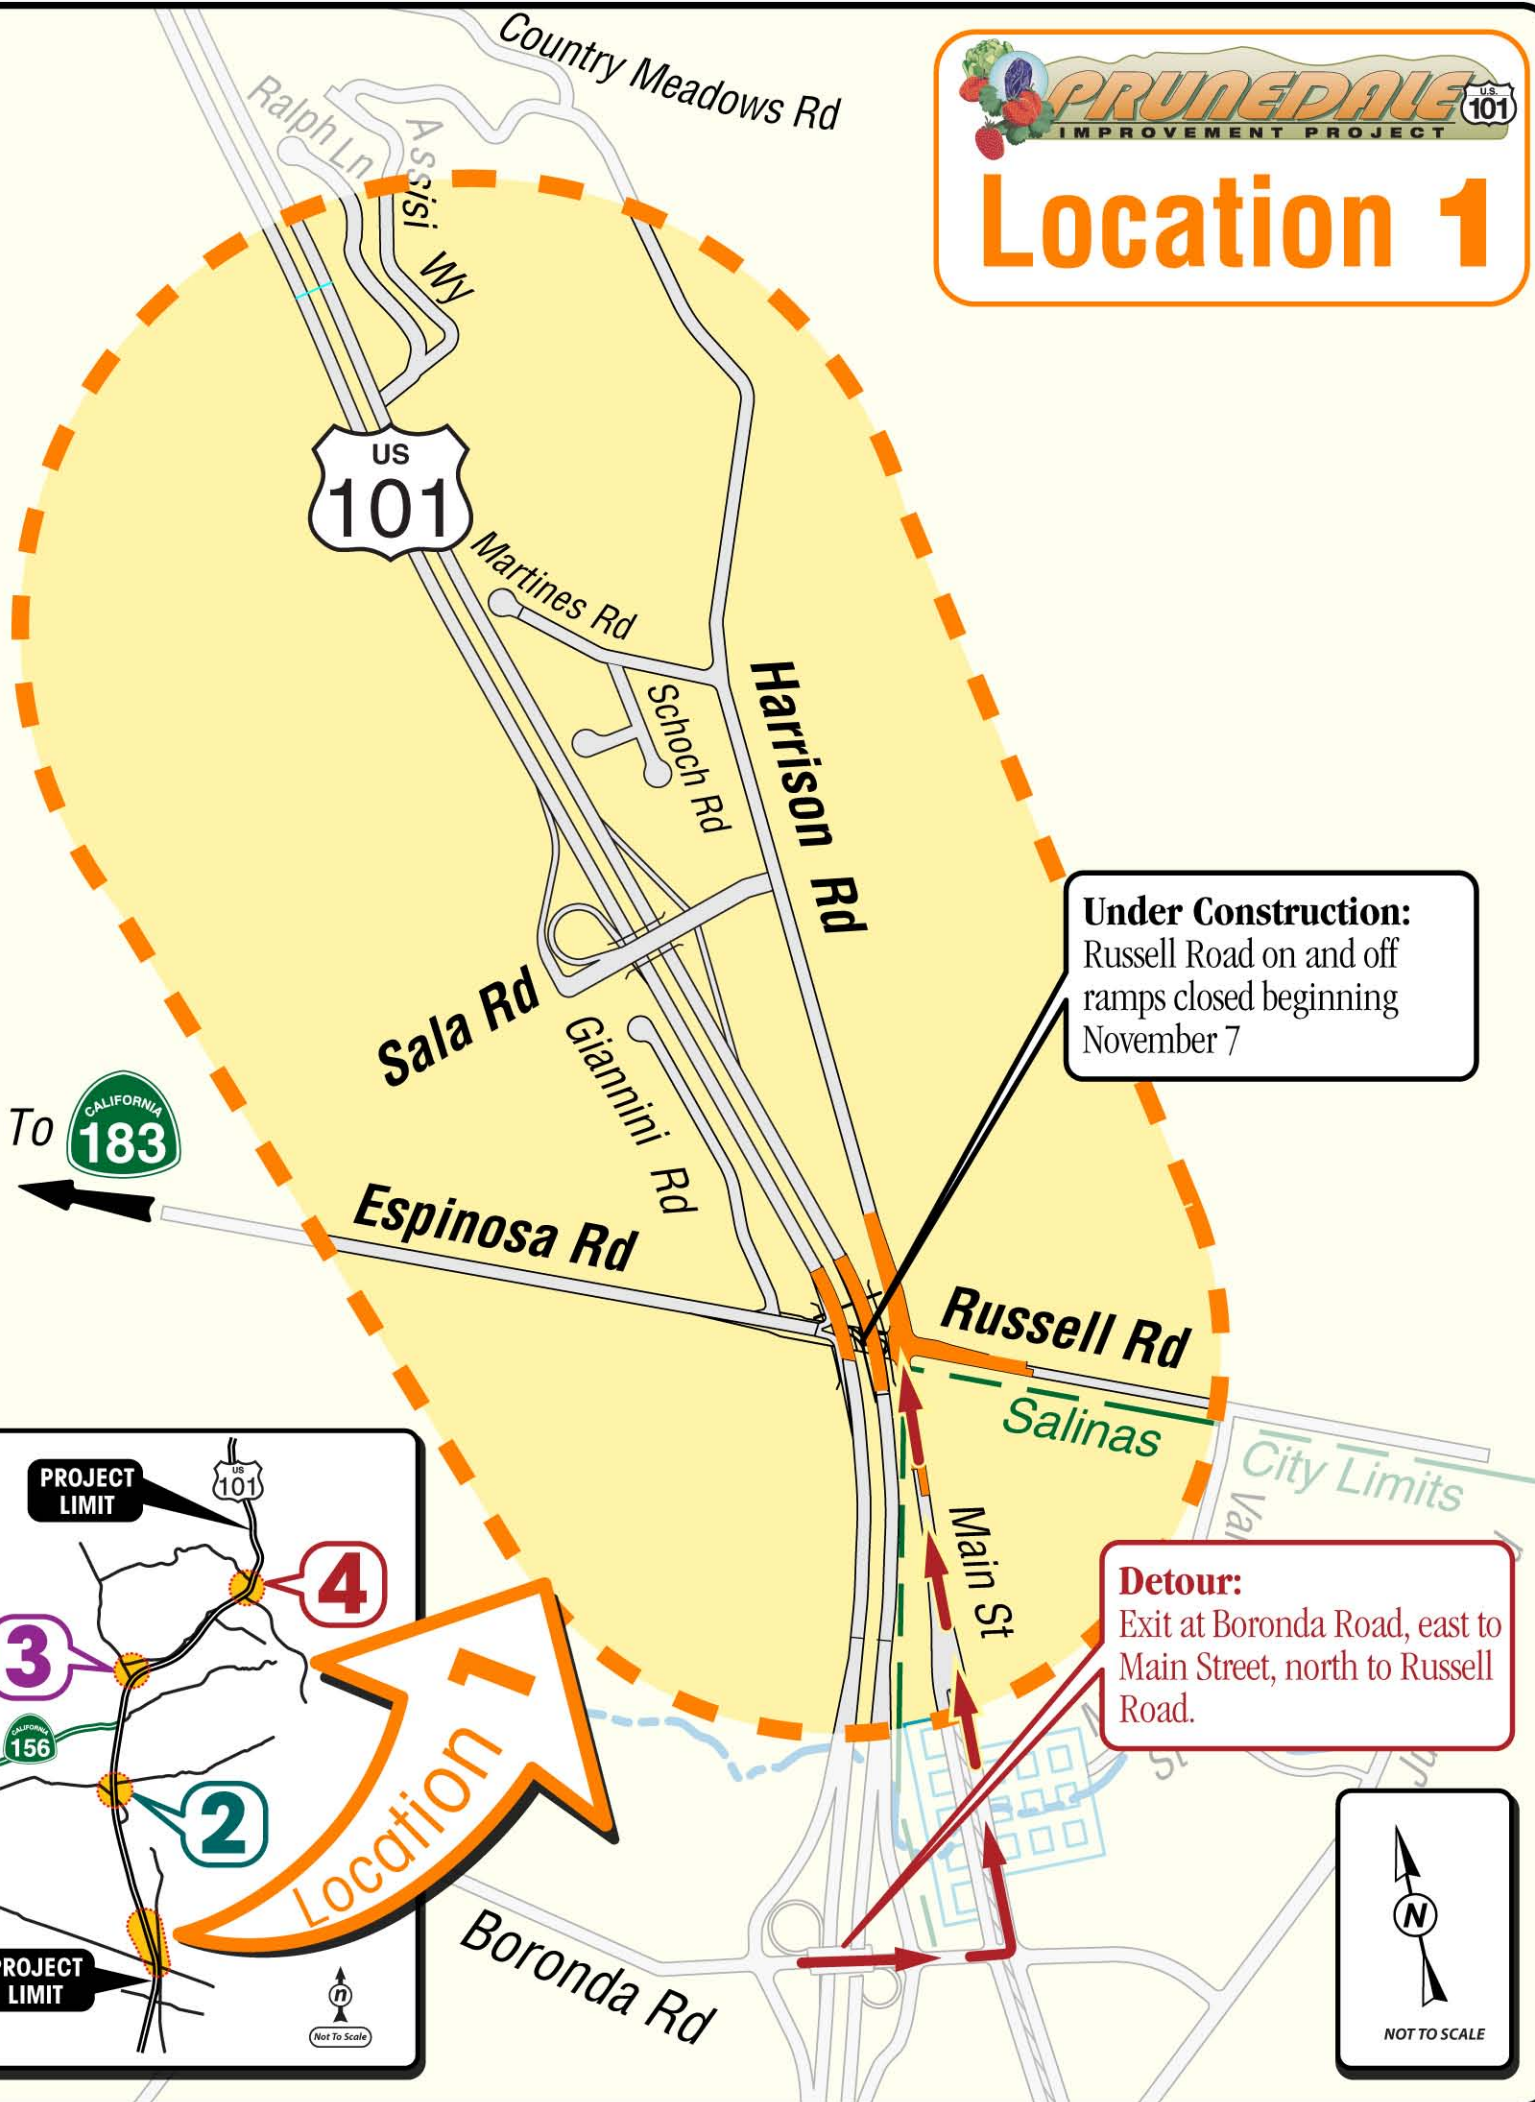 Country Meadows Rd
PRUNEDALE
U.S.
101
IMPROVEMENT PROJECT
Location 1
Ralph Ln
Assisi Wy
US
101
Martines Rd
Schoch Rd
Harrison Rd
Under Construction:
Russell Road on and off
ramps closed beginning
November 7
Sala Rd
Giannini Rd
To
CALIFORNIA
183
Espinosa Rd
Russell Rd
Salinas
City Limits
Main St
Detour:
Exit at Boronda Road, east to
Main Street, north to Russell
Road.
PROJECT
LIMIT
US
101
4
3
CALIFORNIA
156
2
Location 1
PROJECT
LIMIT
n
Not To Scale
Boronda Rd
N
NOT TO SCALE